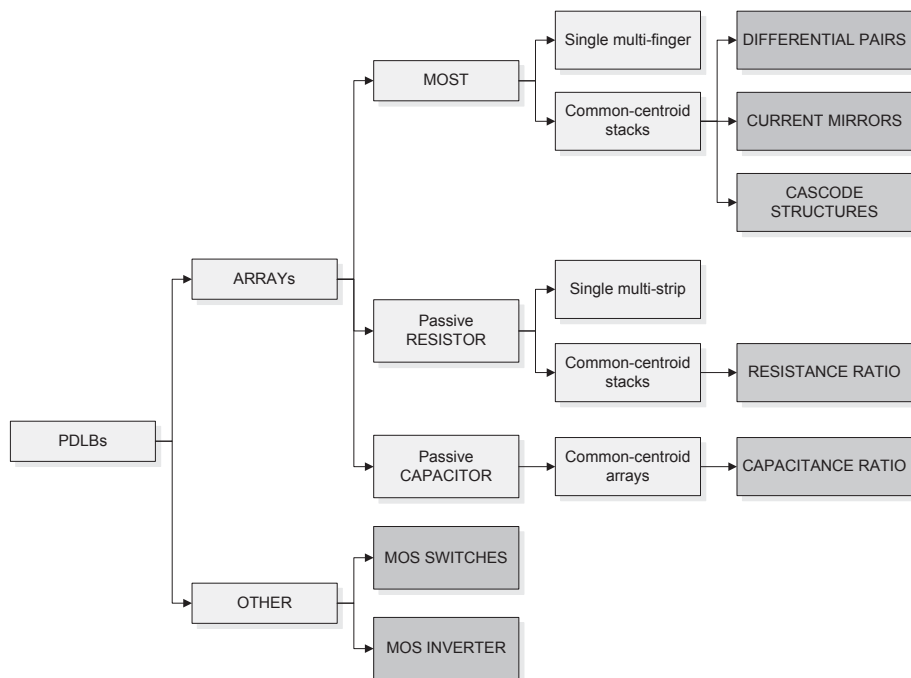 Single multi-finger
DIFFERENTIAL PAIRS
MOST
Common-centroid
stacks
CURRENT MIRRORS
CASCODE
STRUCTURES
ARRAYs
Single multi-strip
Passive
RESISTOR
Common-centroid
stacks
RESISTANCE RATIO
PDLBs
Passive
CAPACITOR
Common-centroid
arrays
CAPACITANCE RATIO
MOS SWITCHES
OTHER
MOS INVERTER